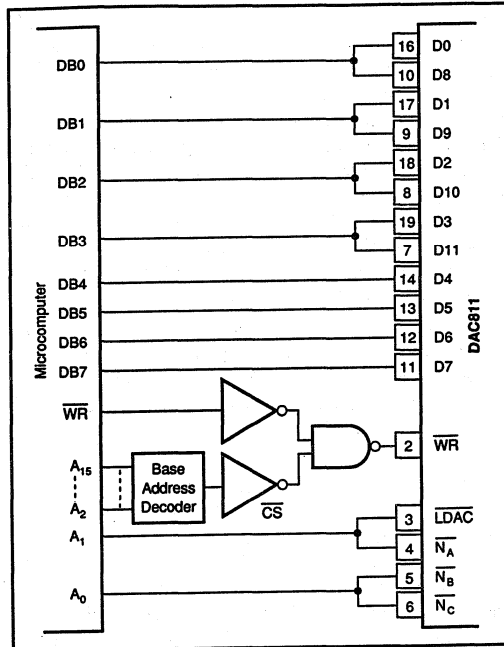 DB0
16 D0
10 D8
DB1
17 D1
9 D9
DB2
18 D2
8 D10
DB3
19 D3
7 D11
DB4
14 D4
DB5
13 D5
DB6
12 D6
DB7
11 D7
Microcomputer
DAC811
WR
2 WR
A15
A2
Base
Address
Decoder
CS
A1
3 LDAC
4 NA
A0
5 NB
6 NC